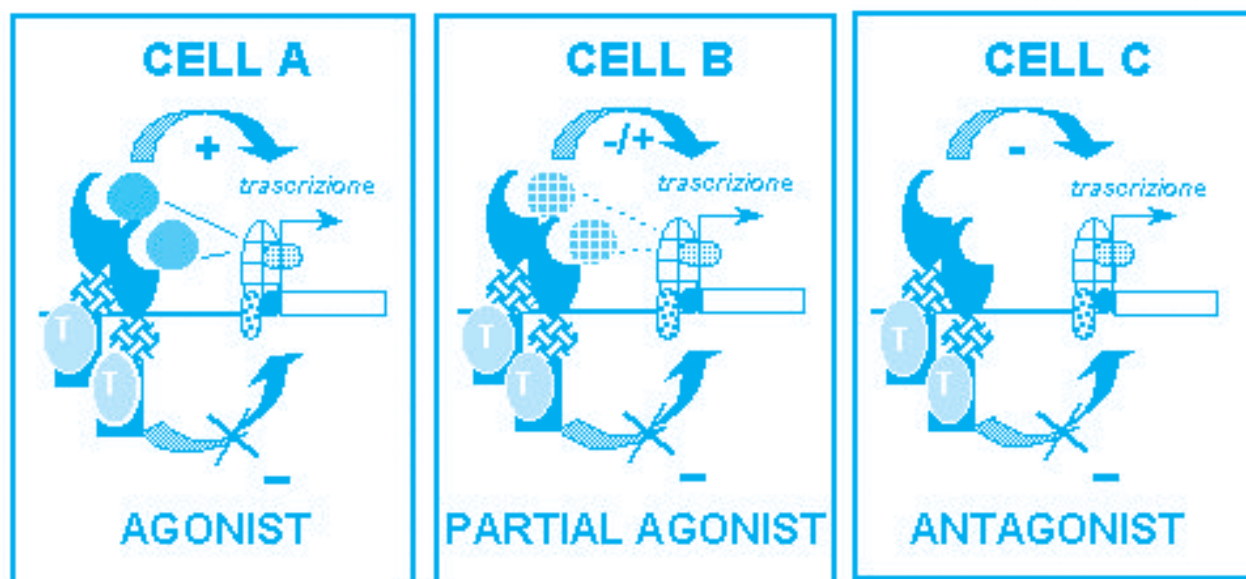 CELL A
+
trascrizione
T
T
-
AGONIST
CELL B
-/+
trascrizione
T
T
-
PARTIAL AGONIST
CELL C
-
trascrizione
T
T
-
ANTAGONIST